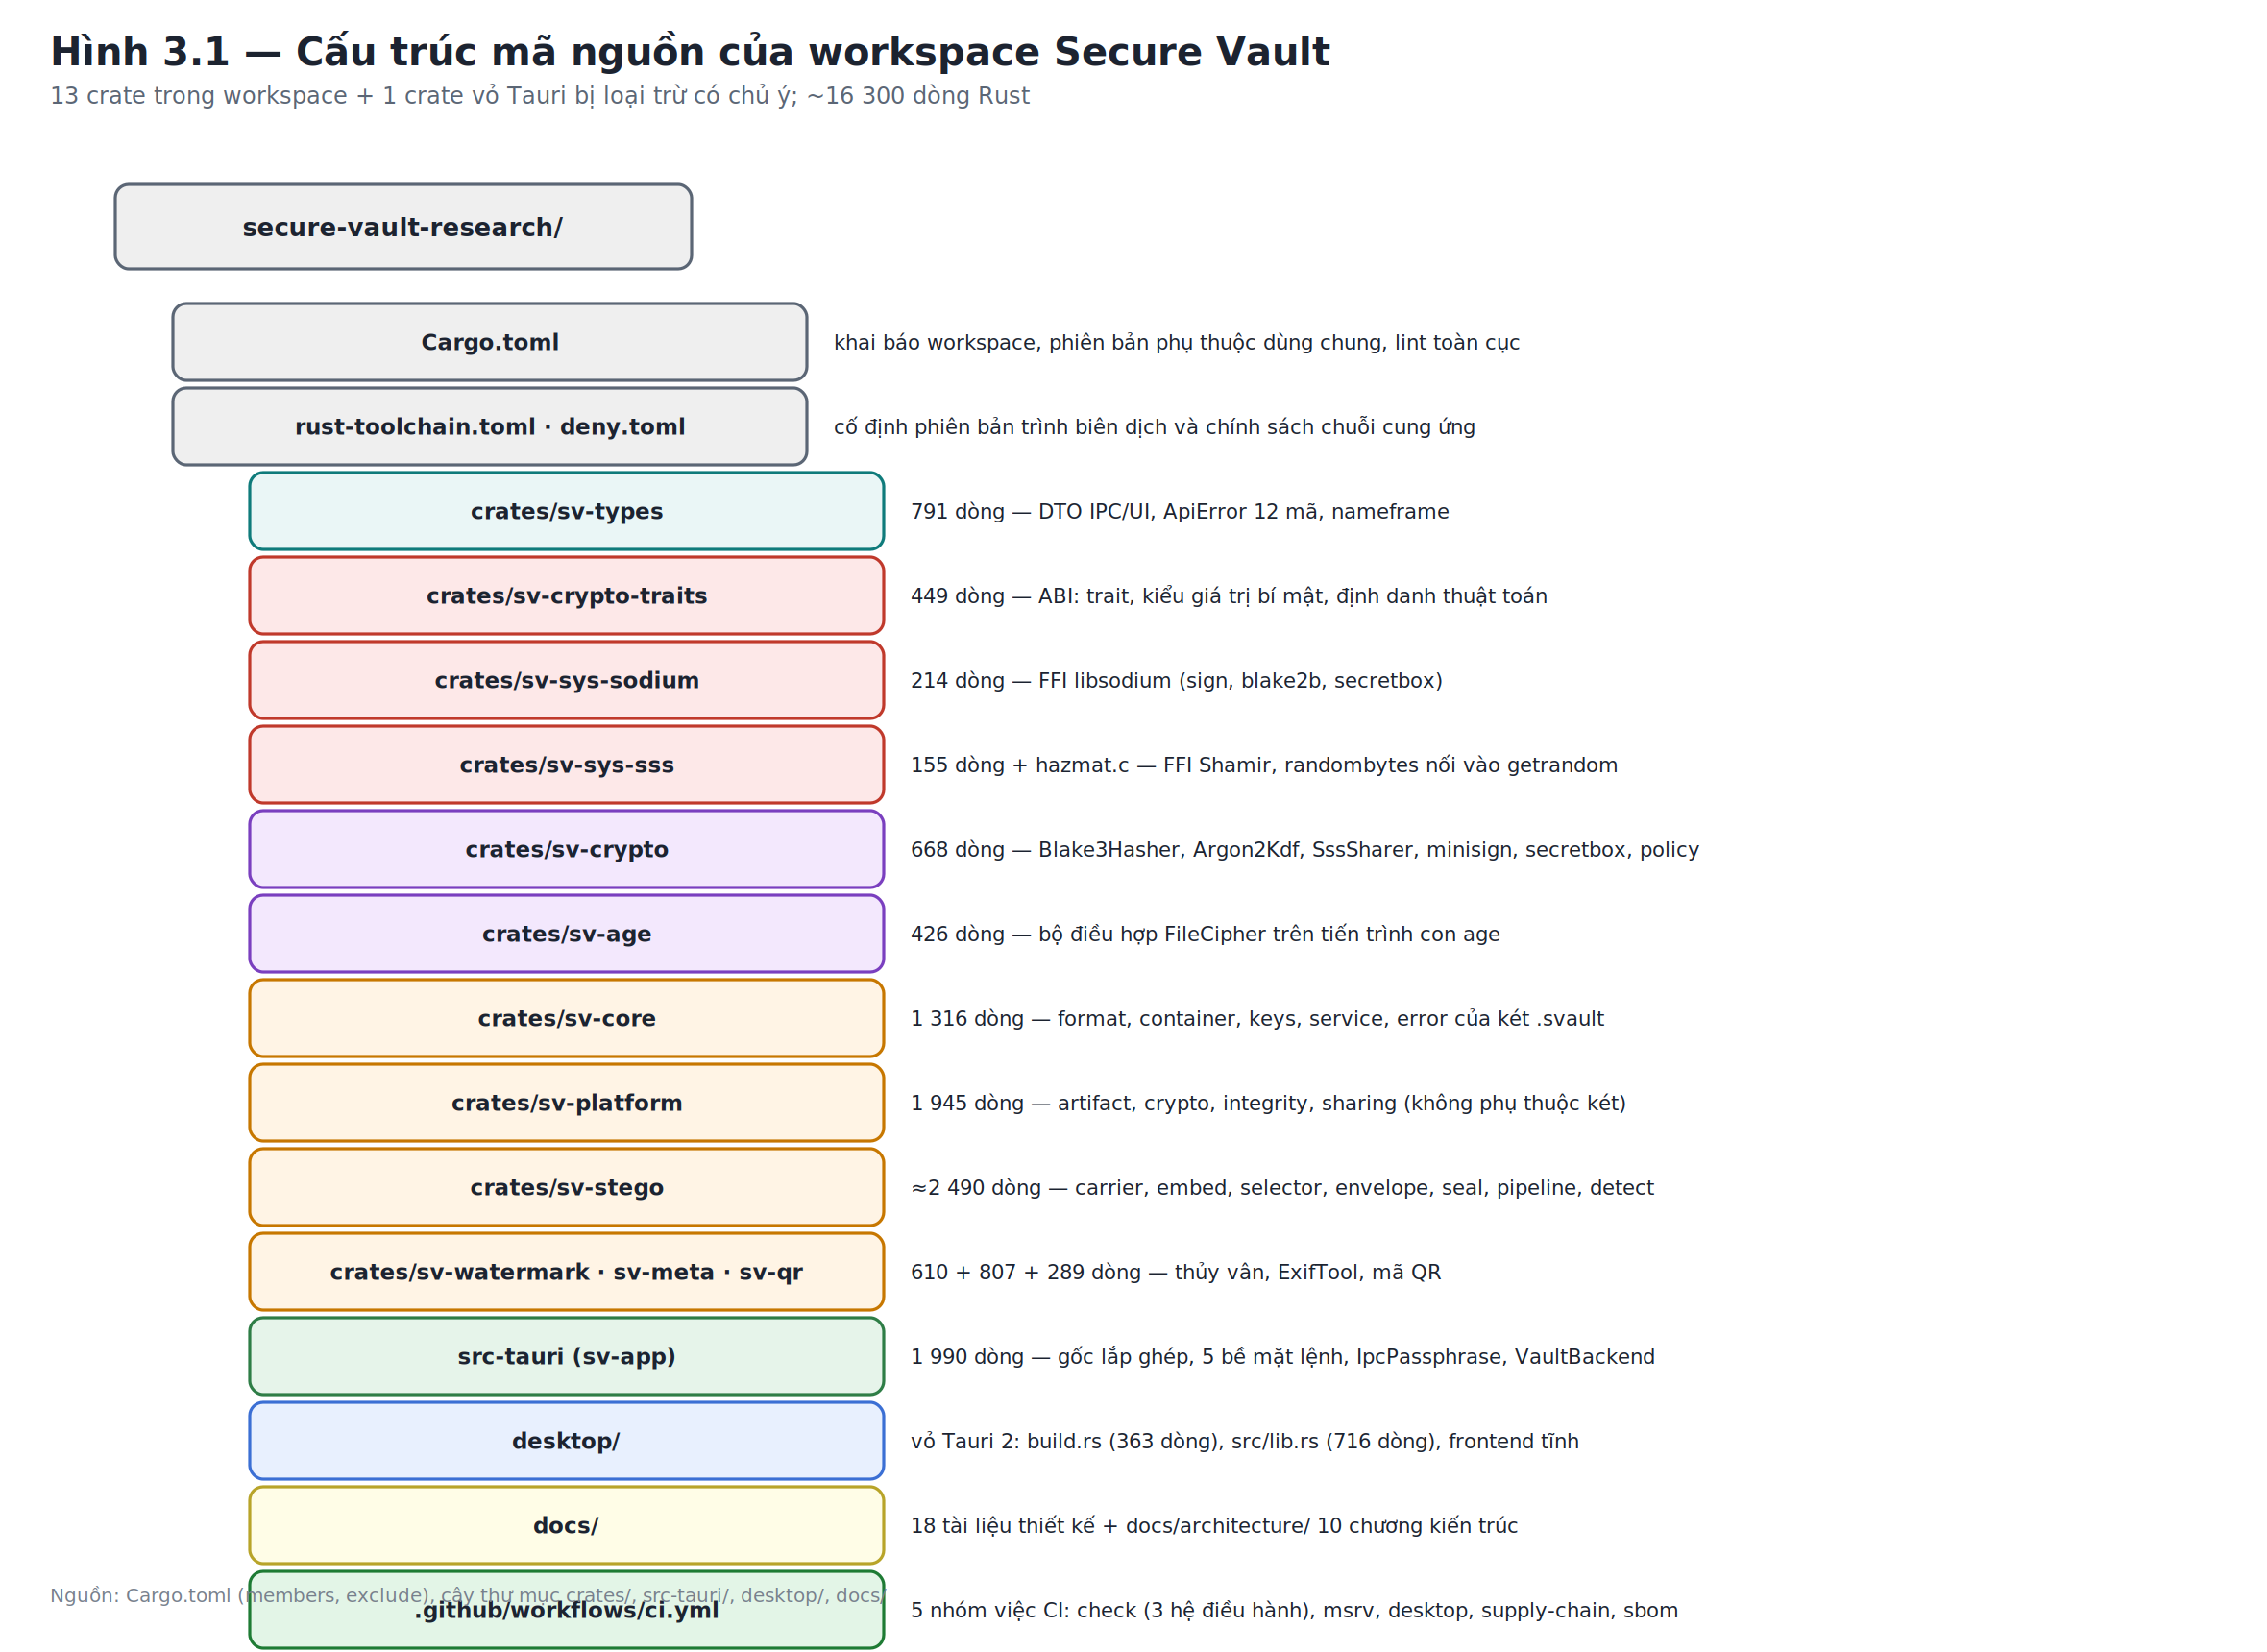 Hình 3.1 — Cấu trúc mã nguồn của workspace Secure Vault
13 crate trong workspace + 1 crate vỏ Tauri bị loại trừ có chủ ý; ~16 300 dòng Rust
secure-vault-research/
Cargo.toml
khai báo workspace, phiên bản phụ thuộc dùng chung, lint toàn cục
rust-toolchain.toml · deny.toml
cố định phiên bản trình biên dịch và chính sách chuỗi cung ứng
crates/sv-types
791 dòng — DTO IPC/UI, ApiError 12 mã, nameframe
crates/sv-crypto-traits
449 dòng — ABI: trait, kiểu giá trị bí mật, định danh thuật toán
crates/sv-sys-sodium
214 dòng — FFI libsodium (sign, blake2b, secretbox)
crates/sv-sys-sss
155 dòng + hazmat.c — FFI Shamir, randombytes nối vào getrandom
crates/sv-crypto
668 dòng — Blake3Hasher, Argon2Kdf, SssSharer, minisign, secretbox, policy
crates/sv-age
426 dòng — bộ điều hợp FileCipher trên tiến trình con age
crates/sv-core
1 316 dòng — format, container, keys, service, error của két .svault
crates/sv-platform
1 945 dòng — artifact, crypto, integrity, sharing (không phụ thuộc két)
crates/sv-stego
≈2 490 dòng — carrier, embed, selector, envelope, seal, pipeline, detect
crates/sv-watermark · sv-meta · sv-qr
610 + 807 + 289 dòng — thủy vân, ExifTool, mã QR
src-tauri (sv-app)
1 990 dòng — gốc lắp ghép, 5 bề mặt lệnh, IpcPassphrase, VaultBackend
desktop/
vỏ Tauri 2: build.rs (363 dòng), src/lib.rs (716 dòng), frontend tĩnh
docs/
18 tài liệu thiết kế + docs/architecture/ 10 chương kiến trúc
Nguồn: Cargo.toml (members, exclude), cây thư mục crates/, src-tauri/, desktop/, docs/
.github/workflows/ci.yml
5 nhóm việc CI: check (3 hệ điều hành), msrv, desktop, supply-chain, sbom